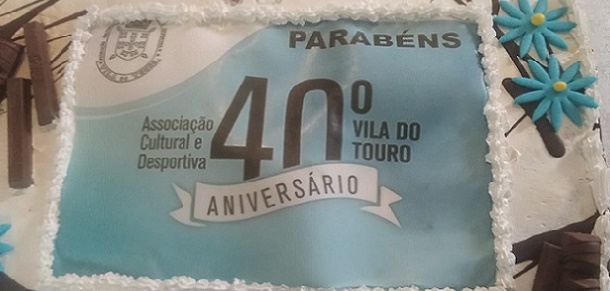 PARABÉNS
Associação
Cultural e
Desportiva
40º
VILA DO
TOURO
ANIVERSÁRIO